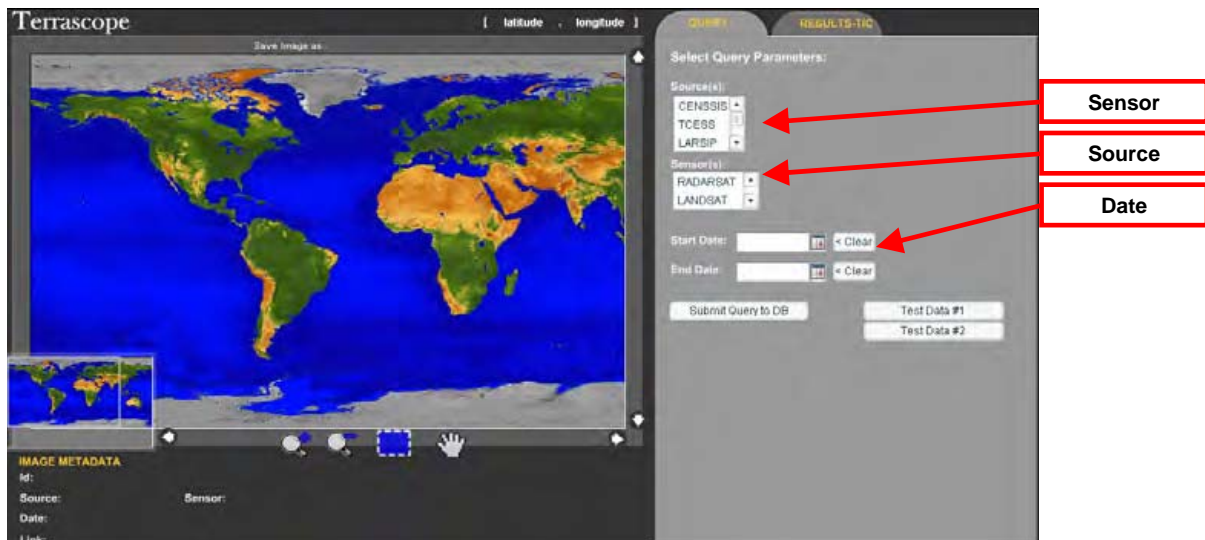 Terrascope
[ latitude , longitude ]
QUERY
RESULTS-TIC
Save Image as
Select Query Parameters:
Source(s):
CENSSIS
TCESS
LARSIP
Sensor(s):
RADARSAT
LANDSAT
Start Date:
< Clear
End Date:
< Clear
Submit Query to DB
Test Data #1
Test Data #2
Sensor
Source
Date
IMAGE METADATA
Id:
Source:
Sensor:
Date:
Link: